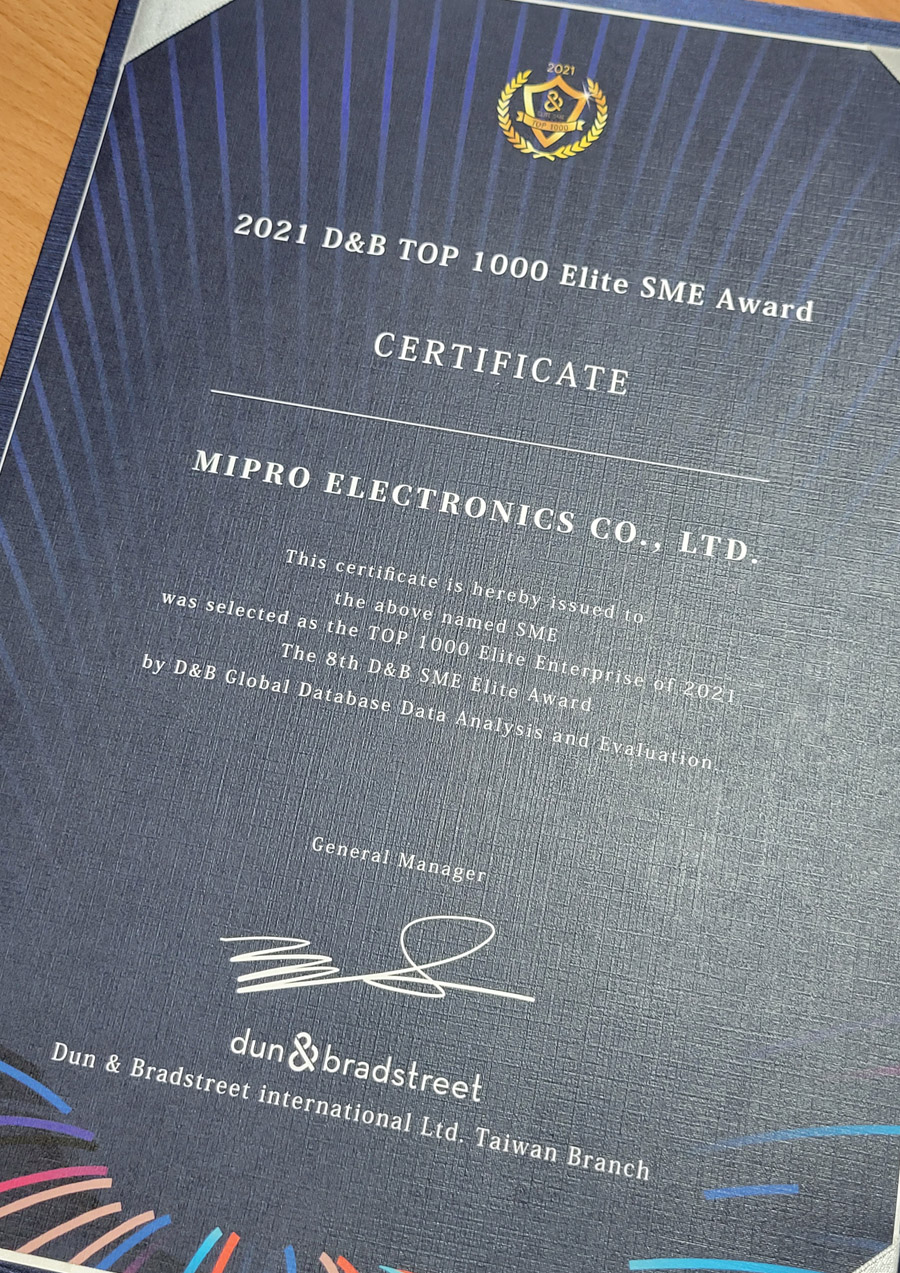 2021
&
TOP 1000
2021 D&B TOP 1000 Elite SME Award
CERTIFICATE
MIPRO ELECTRONICS CO., LTD.
This certificate is hereby issued to
the above named SME
was selected as the TOP 1000 Elite Enterprise of 2021
The 8th D&B SME Elite Award
by D&B Global Database Data Analysis and Evaluation.
General Manager
dun&bradstreet
Dun & Bradstreet international Ltd. Taiwan Branch